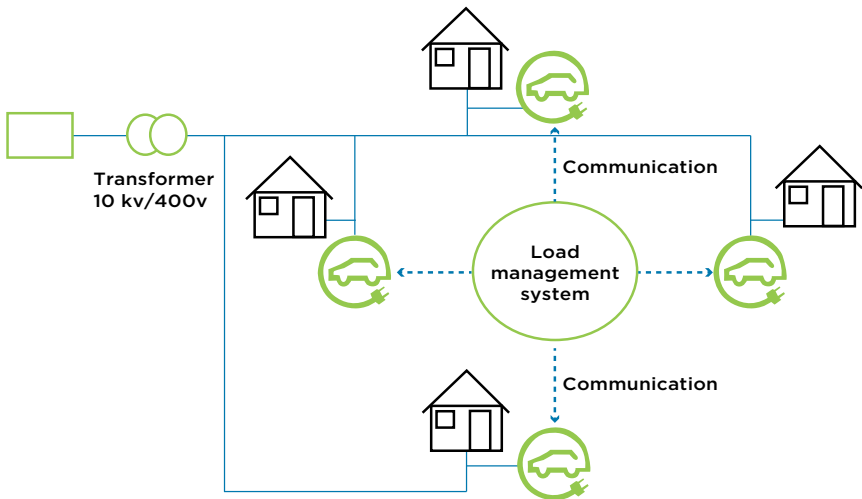 Communication
Transformer
10 kv/400v
Load
management
system
Communication